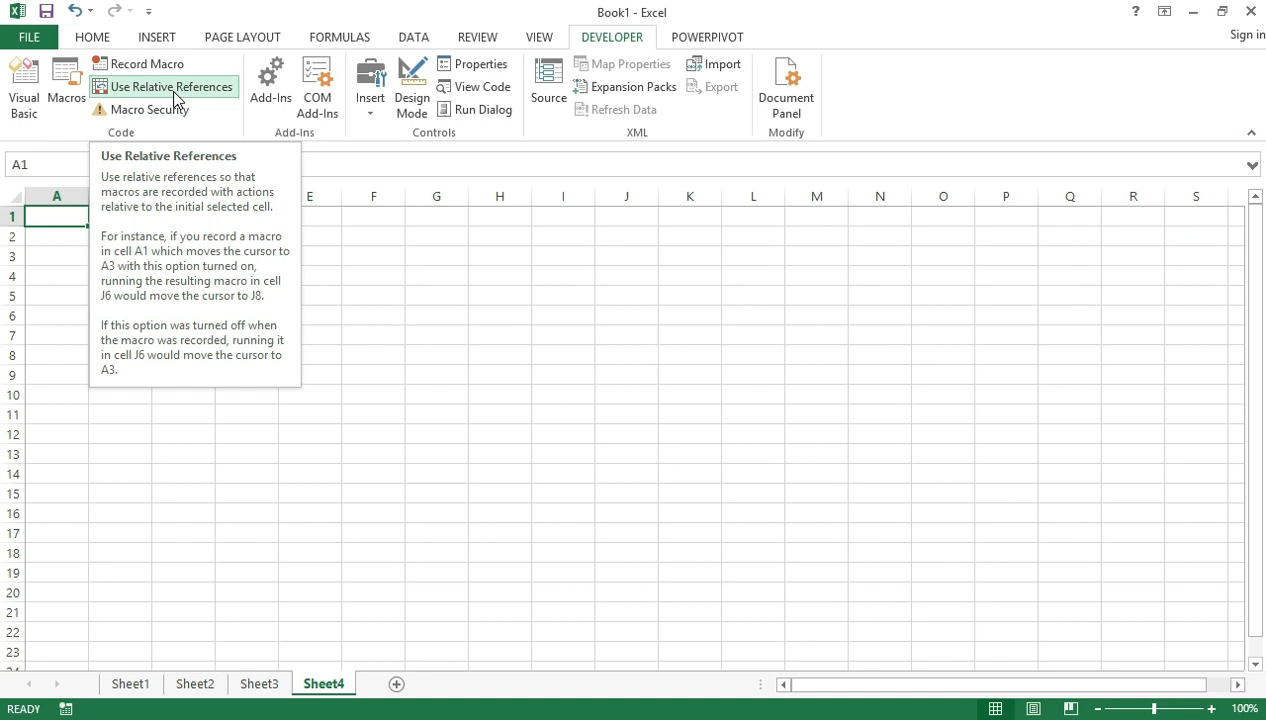 Book1 - Excel
?
Sign in
FILE HOME INSERT PAGE LAYOUT FORMULAS DATA REVIEW VIEW DEVELOPER POWERPIVOT
Visual Basic
Macros
Record Macro
Use Relative References
Macro Security
Code
Add-Ins
COM Add-Ins
Add-Ins
Insert
Design Mode
Properties
View Code
Run Dialog
Controls
Source
Map Properties
Expansion Packs
Refresh Data
Import
Export
XML
Document Panel
Modify
A1
A E F G H I J K L M N O P Q R S
Use Relative References
Use relative references so that
macros are recorded with actions
relative to the initial selected cell.
For instance, if you record a macro
in cell A1 which moves the cursor to
A3 with this option turned on,
running the resulting macro in cell
J6 would move the cursor to J8.
If this option was turned off when
the macro was recorded, running it
in cell J6 would move the cursor to
A3.
1
2
3
4
5
6
7
8
9
10
11
12
13
14
15
16
17
18
19
20
21
22
23
Sheet1 Sheet2 Sheet3 Sheet4
READY
100%